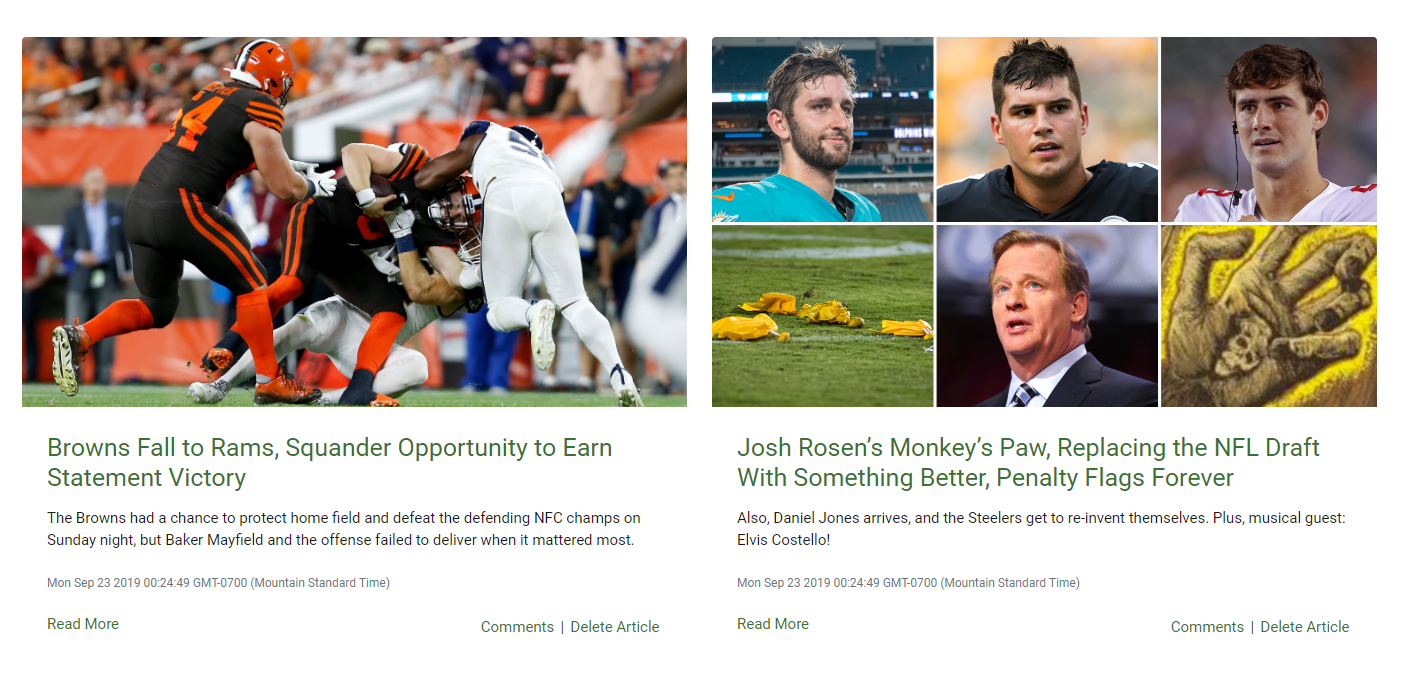 DOLPHINS WIN
Browns Fall to Rams, Squander Opportunity to Earn
Statement Victory
The Browns had a chance to protect home field and defeat the defending NFC champs on
Sunday night, but Baker Mayfield and the offense failed to deliver when it mattered most.
Mon Sep 23 2019 00:24:49 GMT-0700 (Mountain Standard Time)
Read More
Comments | Delete Article
Josh Rosen’s Monkey’s Paw, Replacing the NFL Draft
With Something Better, Penalty Flags Forever
Also, Daniel Jones arrives, and the Steelers get to re-invent themselves. Plus, musical guest:
Elvis Costello!
Mon Sep 23 2019 00:24:49 GMT-0700 (Mountain Standard Time)
Read More
Comments | Delete Article